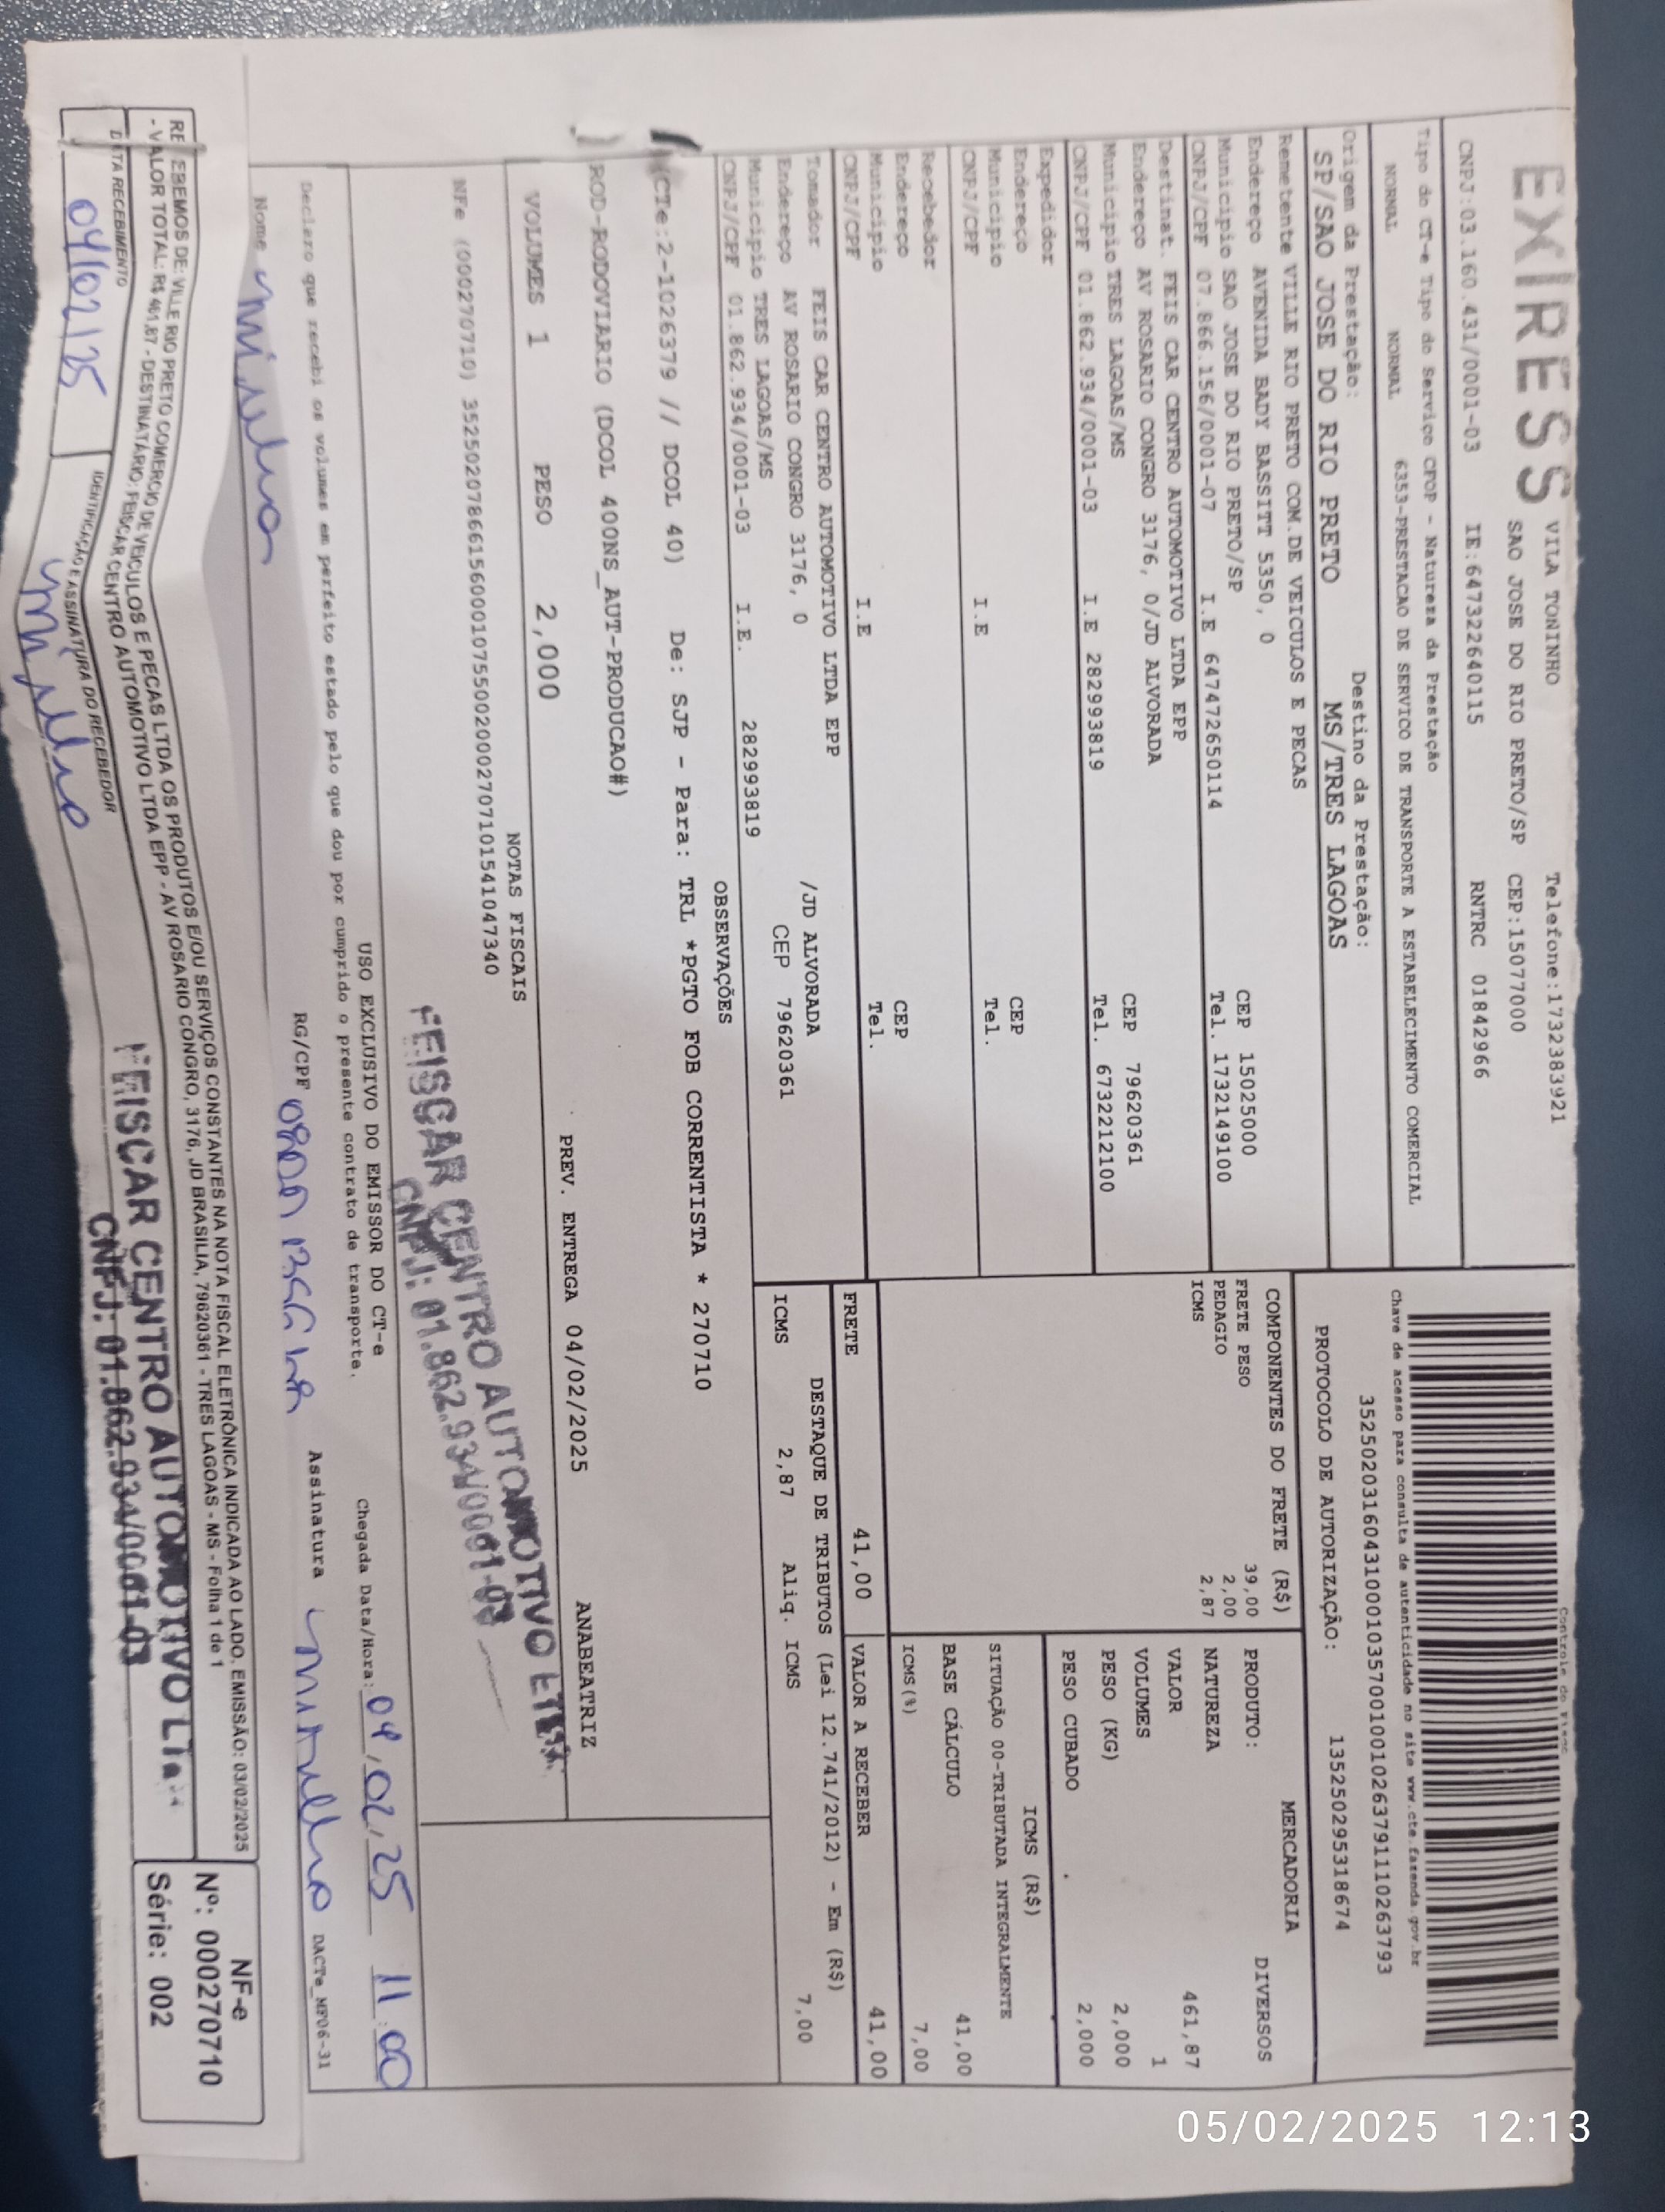 EXPRESS
VILA TONINHO Telefone:1732383921
SAO JOSE DO RIO PRETO/SP CEP:15077000
CNPJ:03.160.431/0001-03 IE:647322640115 RNTRC 01842966
Tipo do CT-e Tipo do Serviço CFOP - Natureza da Prestação
NORMAL NORMAL 6353-PRESTACAO DE SERVICO DE TRANSPORTE A ESTABELECIMENTO COMERCIAL
Origem da Prestação: Destino da Prestação:
SP/SAO JOSE DO RIO PRETO MS/TRES LAGOAS
Remetente VILLE RIO PRETO COM.DE VEICULOS E PECAS
Endereço AVENIDA BADY BASSITT 5350, 0 CEP 15025000
Município SAO JOSE DO RIO PRETO/SP Tel. 1732149100
CNPJ/CPF 07.866.156/0001-07 I.E 647472650114
Destinat. FEIS CAR CENTRO AUTOMOTIVO LTDA EPP
Endereço AV ROSARIO CONGRO 3176, 0/JD ALVORADA CEP 79620361
Município TRES LAGOAS/MS Tel. 6732212100
CNPJ/CPF 01.862.934/0001-03 I.E 282993819
Expedidor
Endereço CEP
Município Tel.
CNPJ/CPF I.E
Recebedor
Endereço CEP
Município Tel.
CNPJ/CPF I.E
Tomador FEIS CAR CENTRO AUTOMOTIVO LTDA EPP
Endereço AV ROSARIO CONGRO 3176, 0 /JD ALVORADA
Município TRES LAGOAS/MS CEP 79620361
CNPJ/CPF 01.862.934/0001-03 I.E. 282993819
Controle do Fisco
Chave de acesso para consulta de autenticidade no site www.cte.fazenda.gov.br
35250203160431000103570010010263791110263793
PROTOCOLO DE AUTORIZAÇÃO: 135250295318674
COMPONENTES DO FRETE (R$)
FRETE PESO 39,00
PEDAGIO 2,00
ICMS 2,87
MERCADORIA
PRODUTO: DIVERSOS
NATUREZA
VALOR 461,87
VOLUMES 1
PESO (KG) 2,000
PESO CUBADO 2,000
ICMS (R$)
SITUAÇÃO 00-TRIBUTADA INTEGRALMENTE
BASE CÁLCULO 41,00
ICMS(%) 7,00
FRETE 41,00 VALOR A RECEBER 41,00
DESTAQUE DE TRIBUTOS (Lei 12.741/2012) - Em (R$)
ICMS 2,87 Aliq. ICMS 7,00
OBSERVAÇÕES
(CTe:2-1026379 // DCOL 40) De: SJP - Para: TRL *PGTO FOB CORRENTISTA * 270710
ROD-RODOVIARIO (DCOL 400NS_AUT-PRODUCAO#)
VOLUMES 1 PESO 2,000 PREV. ENTREGA 04/02/2025 ANABEATRIZ
NOTAS FISCAIS
NFe (000270710) 35250207866156000107550020002707101541047340
FEISCAR CENTRO AUTOMOTIVO LTDA
CNPJ: 01.862.934/0001-03
USO EXCLUSIVO DO EMISSOR DO CT-e
Declaro que recebi os volumes em perfeito estado pelo que dou por cumprido o presente contrato de transporte.
Chegada Data/Hora: 04,02,25 11:00
Nome RG/CPF Assinatura
DACTe_MF06-31
RECEBEMOS DE: VILLE RIO PRETO COMERCIO DE VEICULOS E PECAS LTDA OS PRODUTOS E/OU SERVIÇOS CONSTANTES NA NOTA FISCAL ELETRÔNICA INDICADA AO LADO. EMISSÃO: 03/02/2025
- VALOR TOTAL: R$ 461,87 - DESTINATÁRIO: FEISCAR CENTRO AUTOMOTIVO LTDA EPP - AV ROSARIO CONGRO, 3176, JD BRASILIA, 79620361 - TRES LAGOAS - MS - Folha 1 de 1
DATA RECEBIMENTO
04/02/25
IDENTIFICAÇÃO E ASSINATURA DO RECEBEDOR
FEISCAR CENTRO AUTOMOTIVO LTDA
CNPJ: 01.862.934/0001-03
NF-e
Nº: 000270710
Série: 002
05/02/2025 12:13